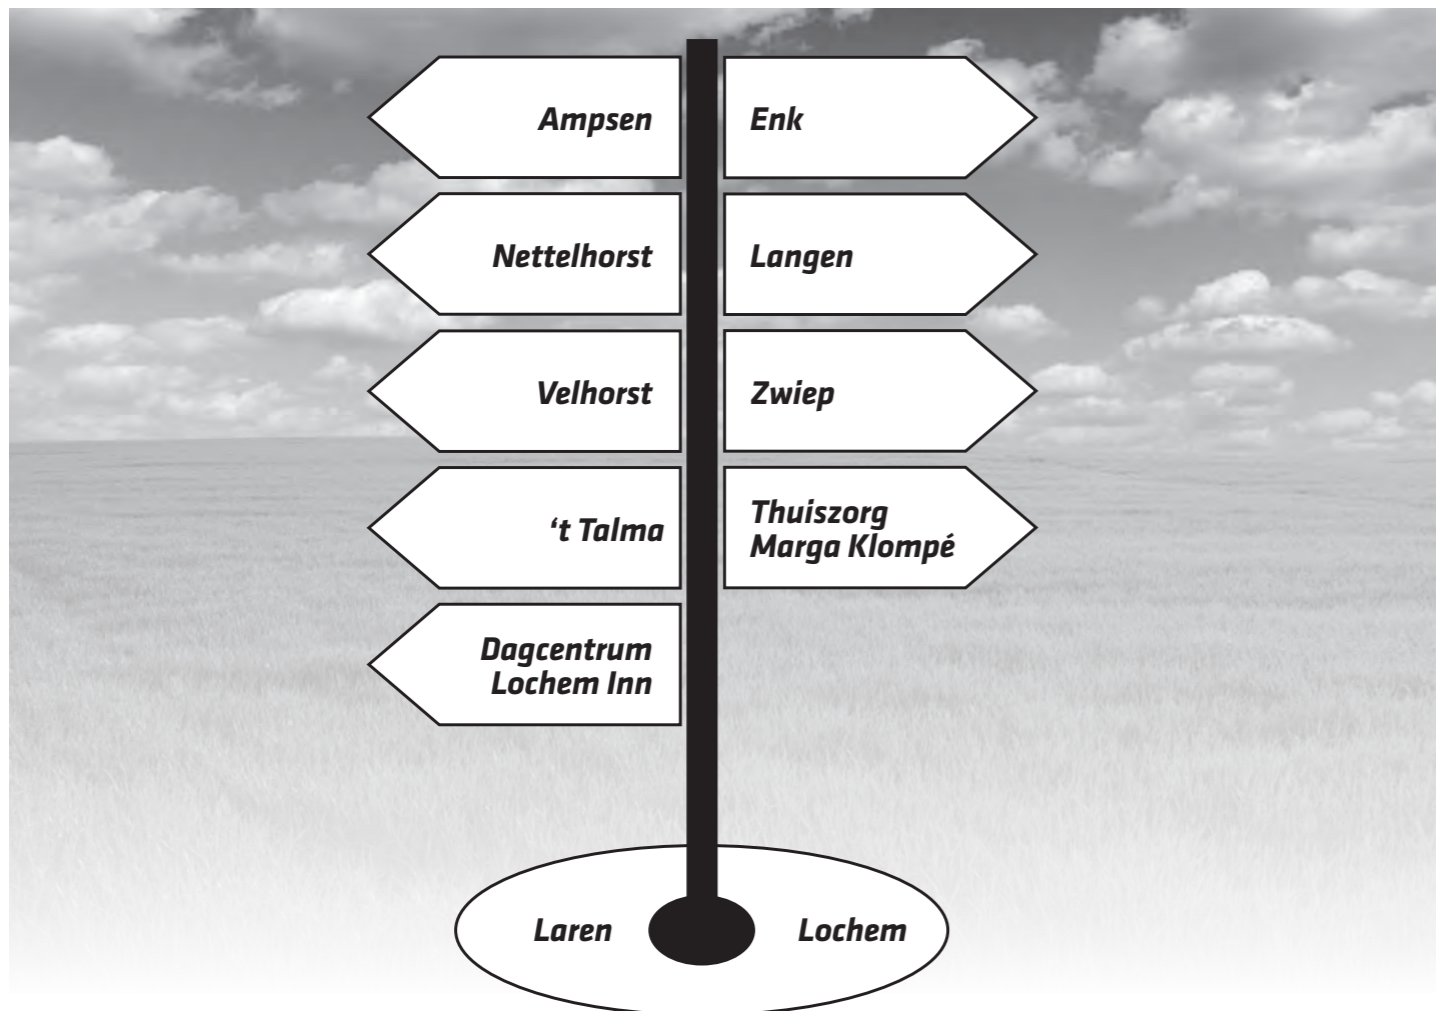 Ampsen
Enk
Nettelhorst
Langen
Velhorst
Zwiep
‘t Talma
Thuiszorg
Marga Klompé
Dagcentrum
Lochem Inn
Laren
Lochem